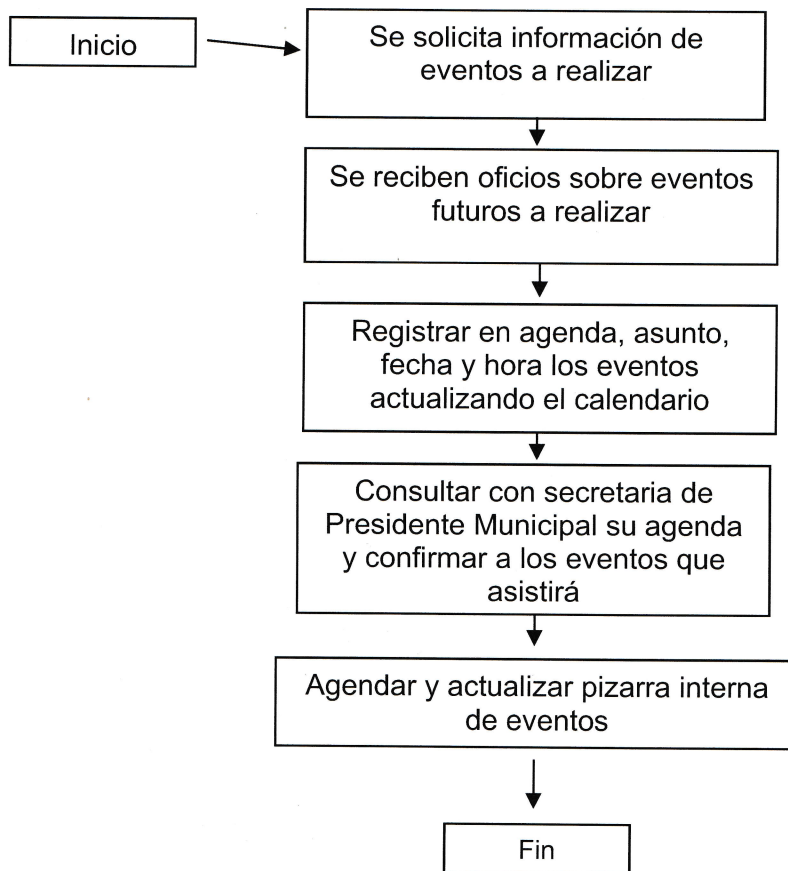 Inicio
Se solicita información de
eventos a realizar
Se reciben oficios sobre eventos
futuros a realizar
Registrar en agenda, asunto,
fecha y hora los eventos
actualizando el calendario
Consultar con secretaria de
Presidente Municipal su agenda
y confirmar a los eventos que
asistirá
Agendar y actualizar pizarra interna
de eventos
Fin